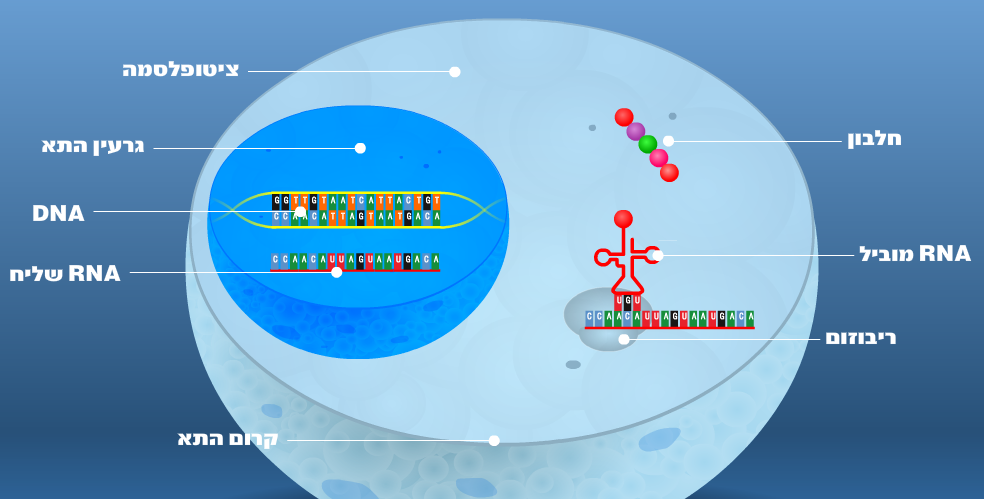 ציטופלסמה
גרעין התא
חלבון
GGTTGTAATCATTACTGT
CCAACATTAGTAATGACA
DNA
RNA מוביל
CCAACAUUAGUAAUGACA
RNA שליח
UGU
CCAACAUUAGUAAUGACA
ריבוזום
קרום התא